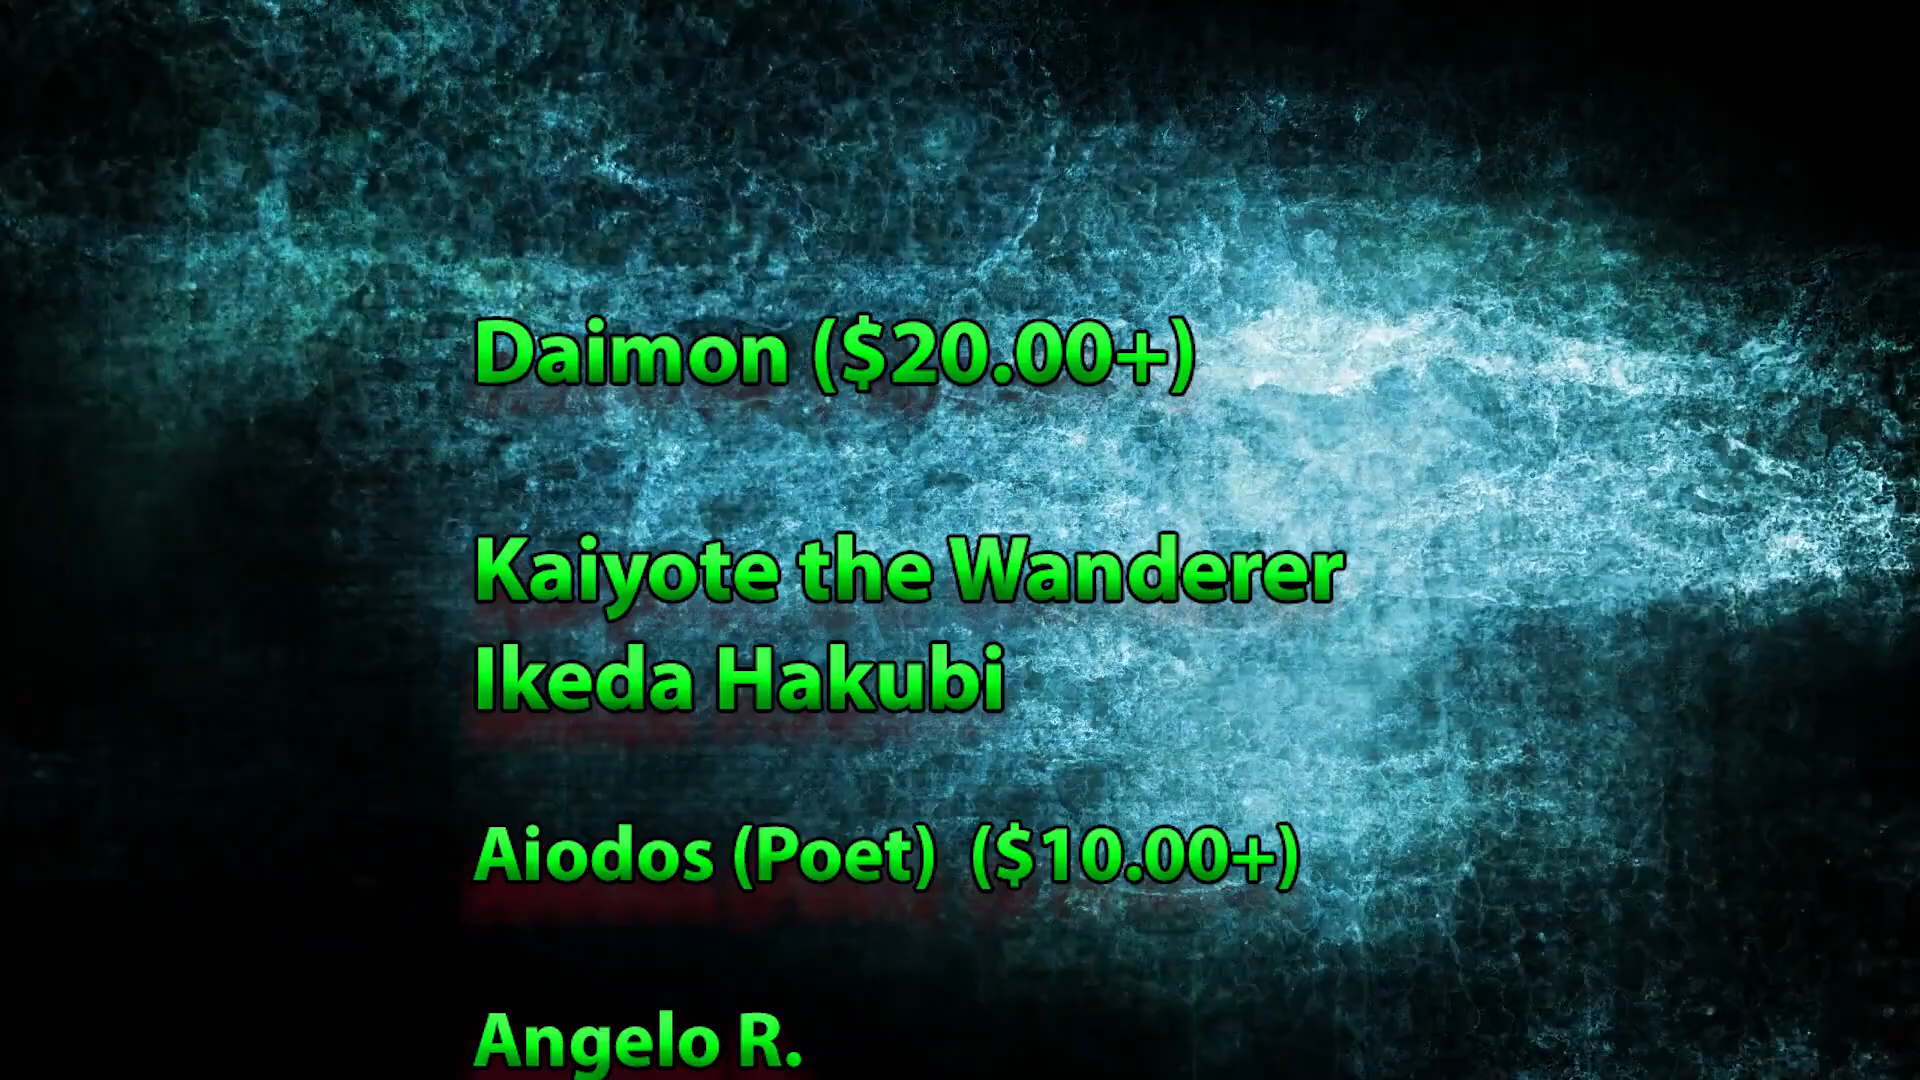 Daimon ($20.00+)
Kaiyote the Wanderer
Ikeda Hakubi
Aiodos (Poet) ($10.00+)
Angelo R.